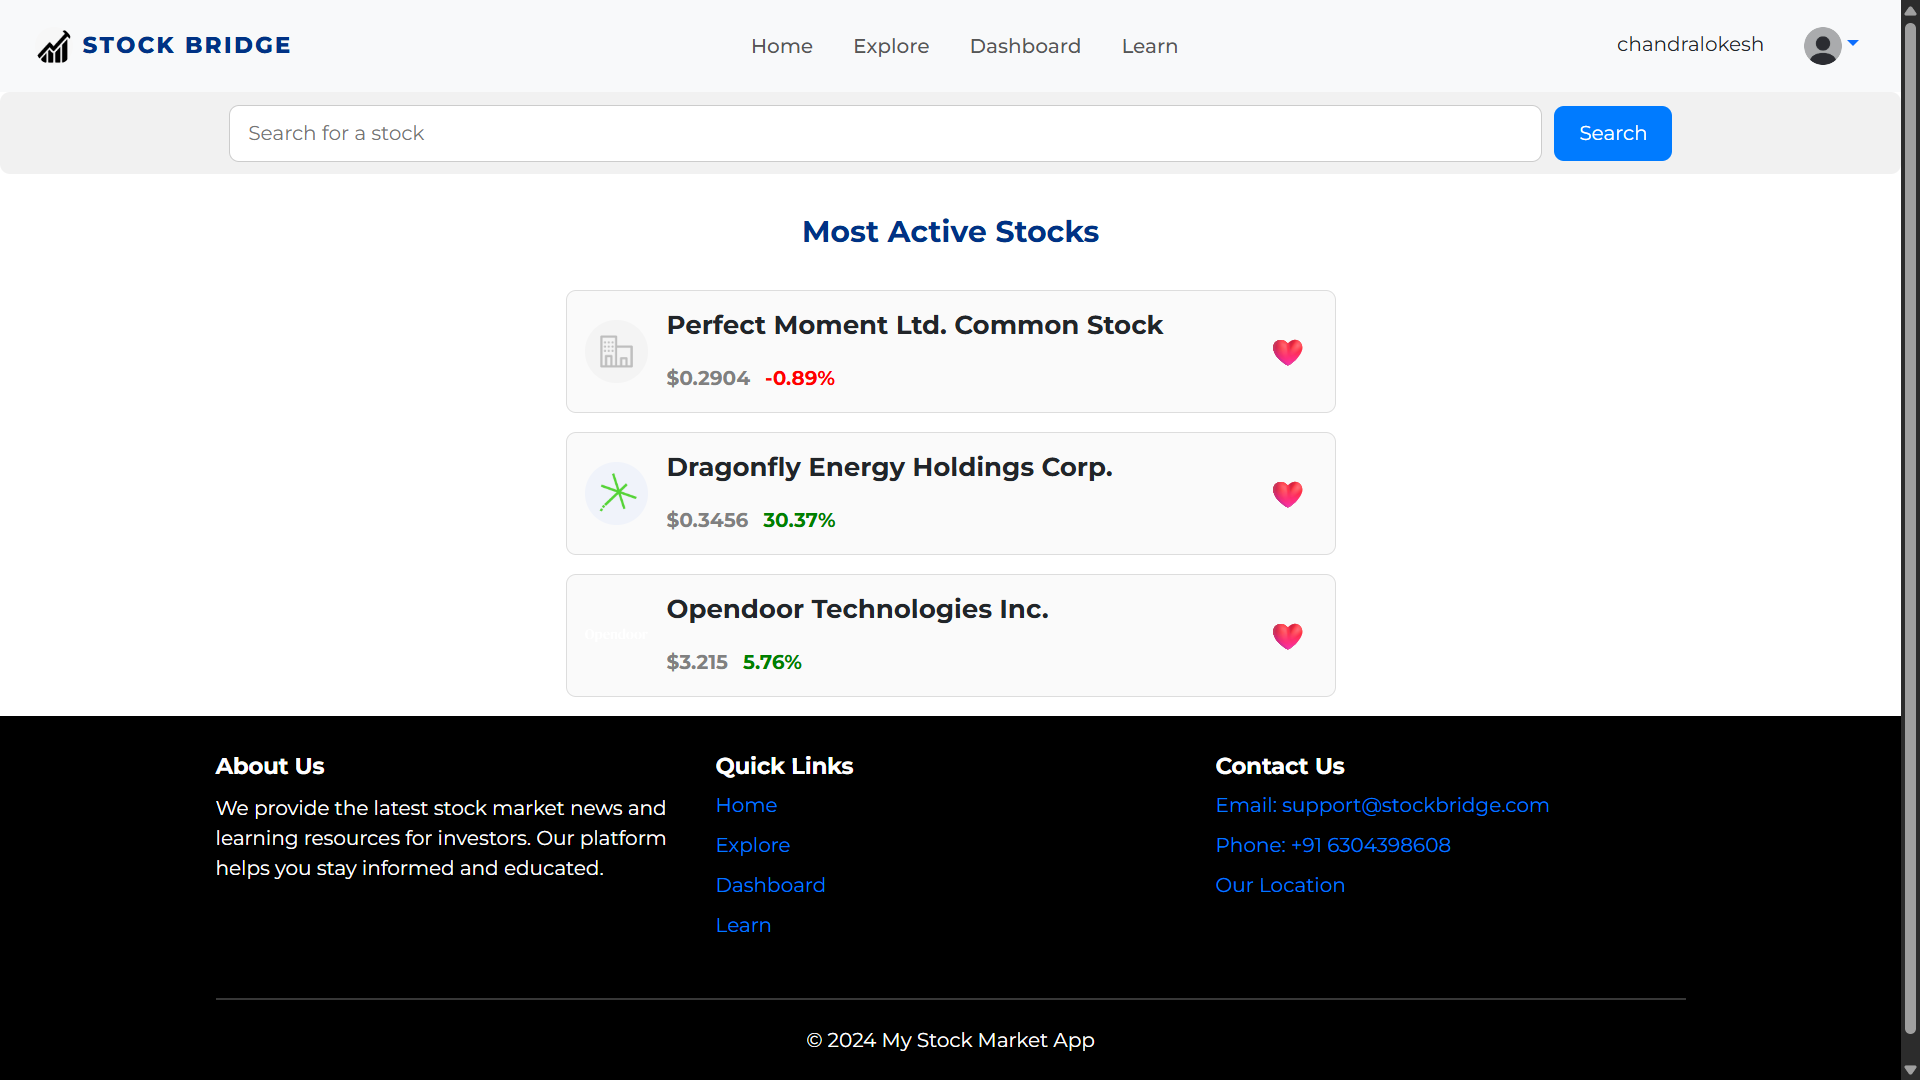 STOCK BRIDGE
Home
Explore
Dashboard
Learn
chandralokesh
Search for a stock
Search
Most Active Stocks
Perfect Moment Ltd. Common Stock
$0.2904 -0.89%
Dragonfly Energy Holdings Corp.
$0.3456 30.37%
Opendoor
Opendoor Technologies Inc.
$3.215 5.76%
About Us
We provide the latest stock market news and
learning resources for investors. Our platform
helps you stay informed and educated.
Quick Links
Home
Explore
Dashboard
Learn
Contact Us
Email: support@stockbridge.com
Phone: +91 6304398608
Our Location
© 2024 My Stock Market App